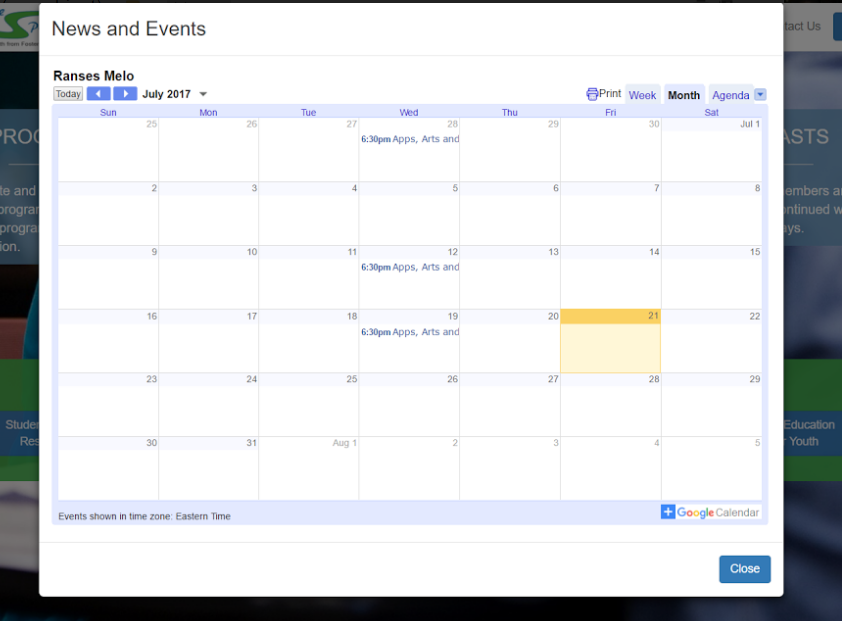 News and Events
tact Us
Ranses Melo
Today July 2017 Print Week Month Agenda
Sun Mon Tue Wed Thu Fri Sat
25 26 27 28 29 30 Jul 1
6:30pm Apps, Arts and
2 3 4 5 6 7 8
9 10 11 12 13 14 15
6:30pm Apps, Arts and
16 17 18 19 20 21 22
6:30pm Apps, Arts and
23 24 25 26 27 28 29
30 31 Aug 1 2 3 4 5
Events shown in time zone: Eastern Time
+ Google Calendar
Close
PROG
te and
progra
progra
ion.
ASTS
embers a
ntinued w
ays.
Studen
Res
Education
Youth